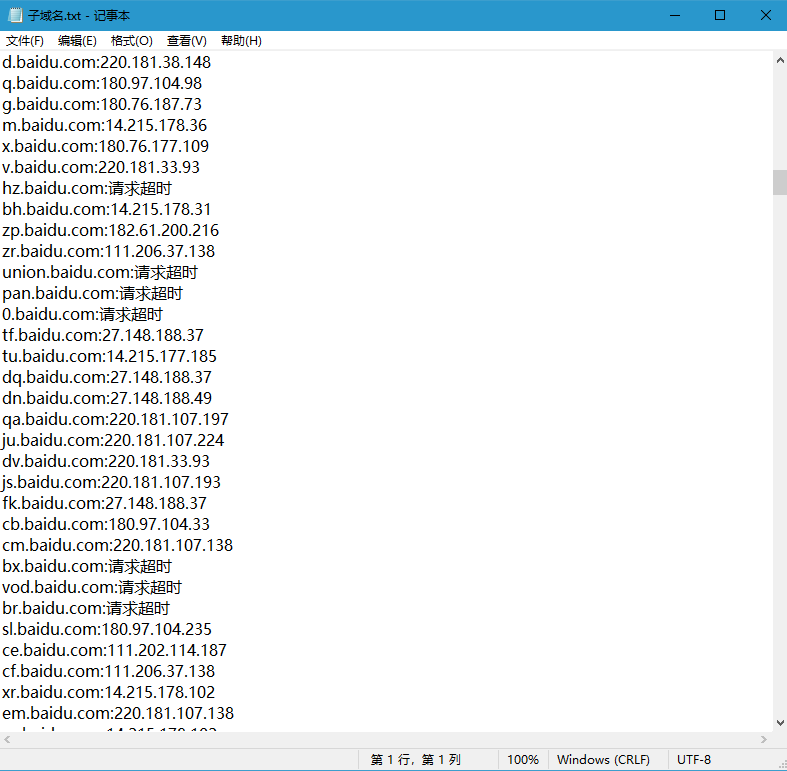 子域名.txt - 记事本
文件(F) 编辑(E) 格式(O) 查看(V) 帮助(H)
d.baidu.com:220.181.38.148
q.baidu.com:180.97.104.98
g.baidu.com:180.76.187.73
m.baidu.com:14.215.178.36
x.baidu.com:180.76.177.109
v.baidu.com:220.181.33.93
hz.baidu.com:请求超时
bh.baidu.com:14.215.178.31
zp.baidu.com:182.61.200.216
zr.baidu.com:111.206.37.138
union.baidu.com:请求超时
pan.baidu.com:请求超时
0.baidu.com:请求超时
tf.baidu.com:27.148.188.37
tu.baidu.com:14.215.177.185
dq.baidu.com:27.148.188.37
dn.baidu.com:27.148.188.49
qa.baidu.com:220.181.107.197
ju.baidu.com:220.181.107.224
dv.baidu.com:220.181.33.93
js.baidu.com:220.181.107.193
fk.baidu.com:27.148.188.37
cb.baidu.com:180.97.104.33
cm.baidu.com:220.181.107.138
bx.baidu.com:请求超时
vod.baidu.com:请求超时
br.baidu.com:请求超时
sl.baidu.com:180.97.104.235
ce.baidu.com:111.202.114.187
cf.baidu.com:111.206.37.138
xr.baidu.com:14.215.178.102
em.baidu.com:220.181.107.138
第 1 行，第 1 列 100% Windows (CRLF) UTF-8